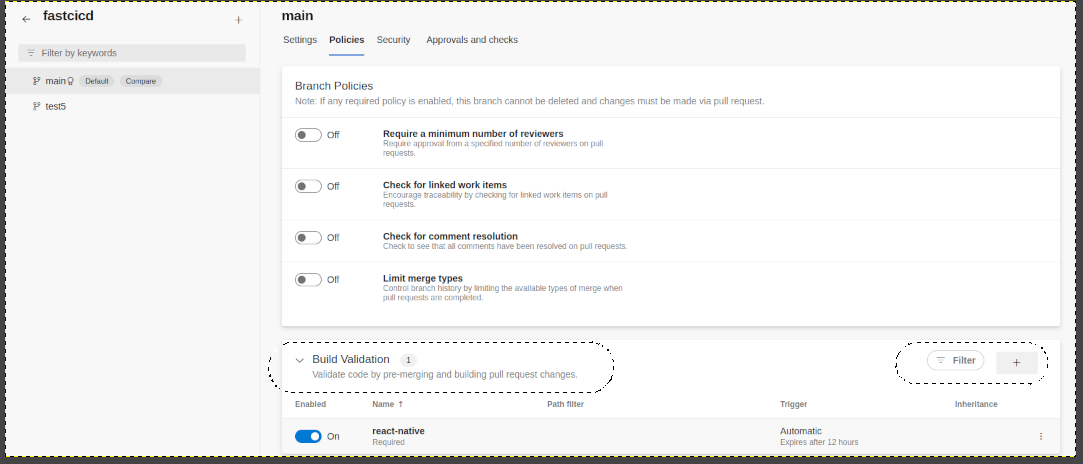 fastcicd
Filter by keywords
main Default Compare
test5
main
Settings Policies Security Approvals and checks
Branch Policies
Note: If any required policy is enabled, this branch cannot be deleted and changes must be made via pull request.
Off Require a minimum number of reviewers
Require approval from a specified number of reviewers on pull
requests.
Off Check for linked work items
Encourage traceability by checking for linked work items on pull
requests.
Off Check for comment resolution
Check to see that all comments have been resolved on pull requests.
Off Limit merge types
Control branch history by limiting the available types of merge when
pull requests are completed.
Build Validation 1 Filter
Validate code by pre-merging and building pull request changes.
Enabled Name ↑ Path filter Trigger Inheritance
On react-native Automatic
Required Expires after 12 hours